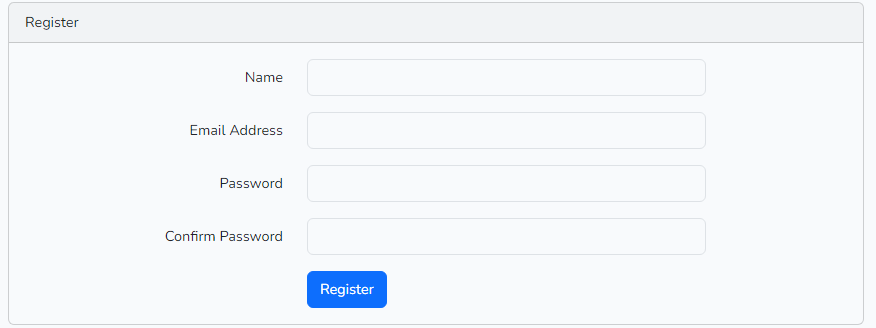 Register
Name
Email Address
Password
Confirm Password
Register